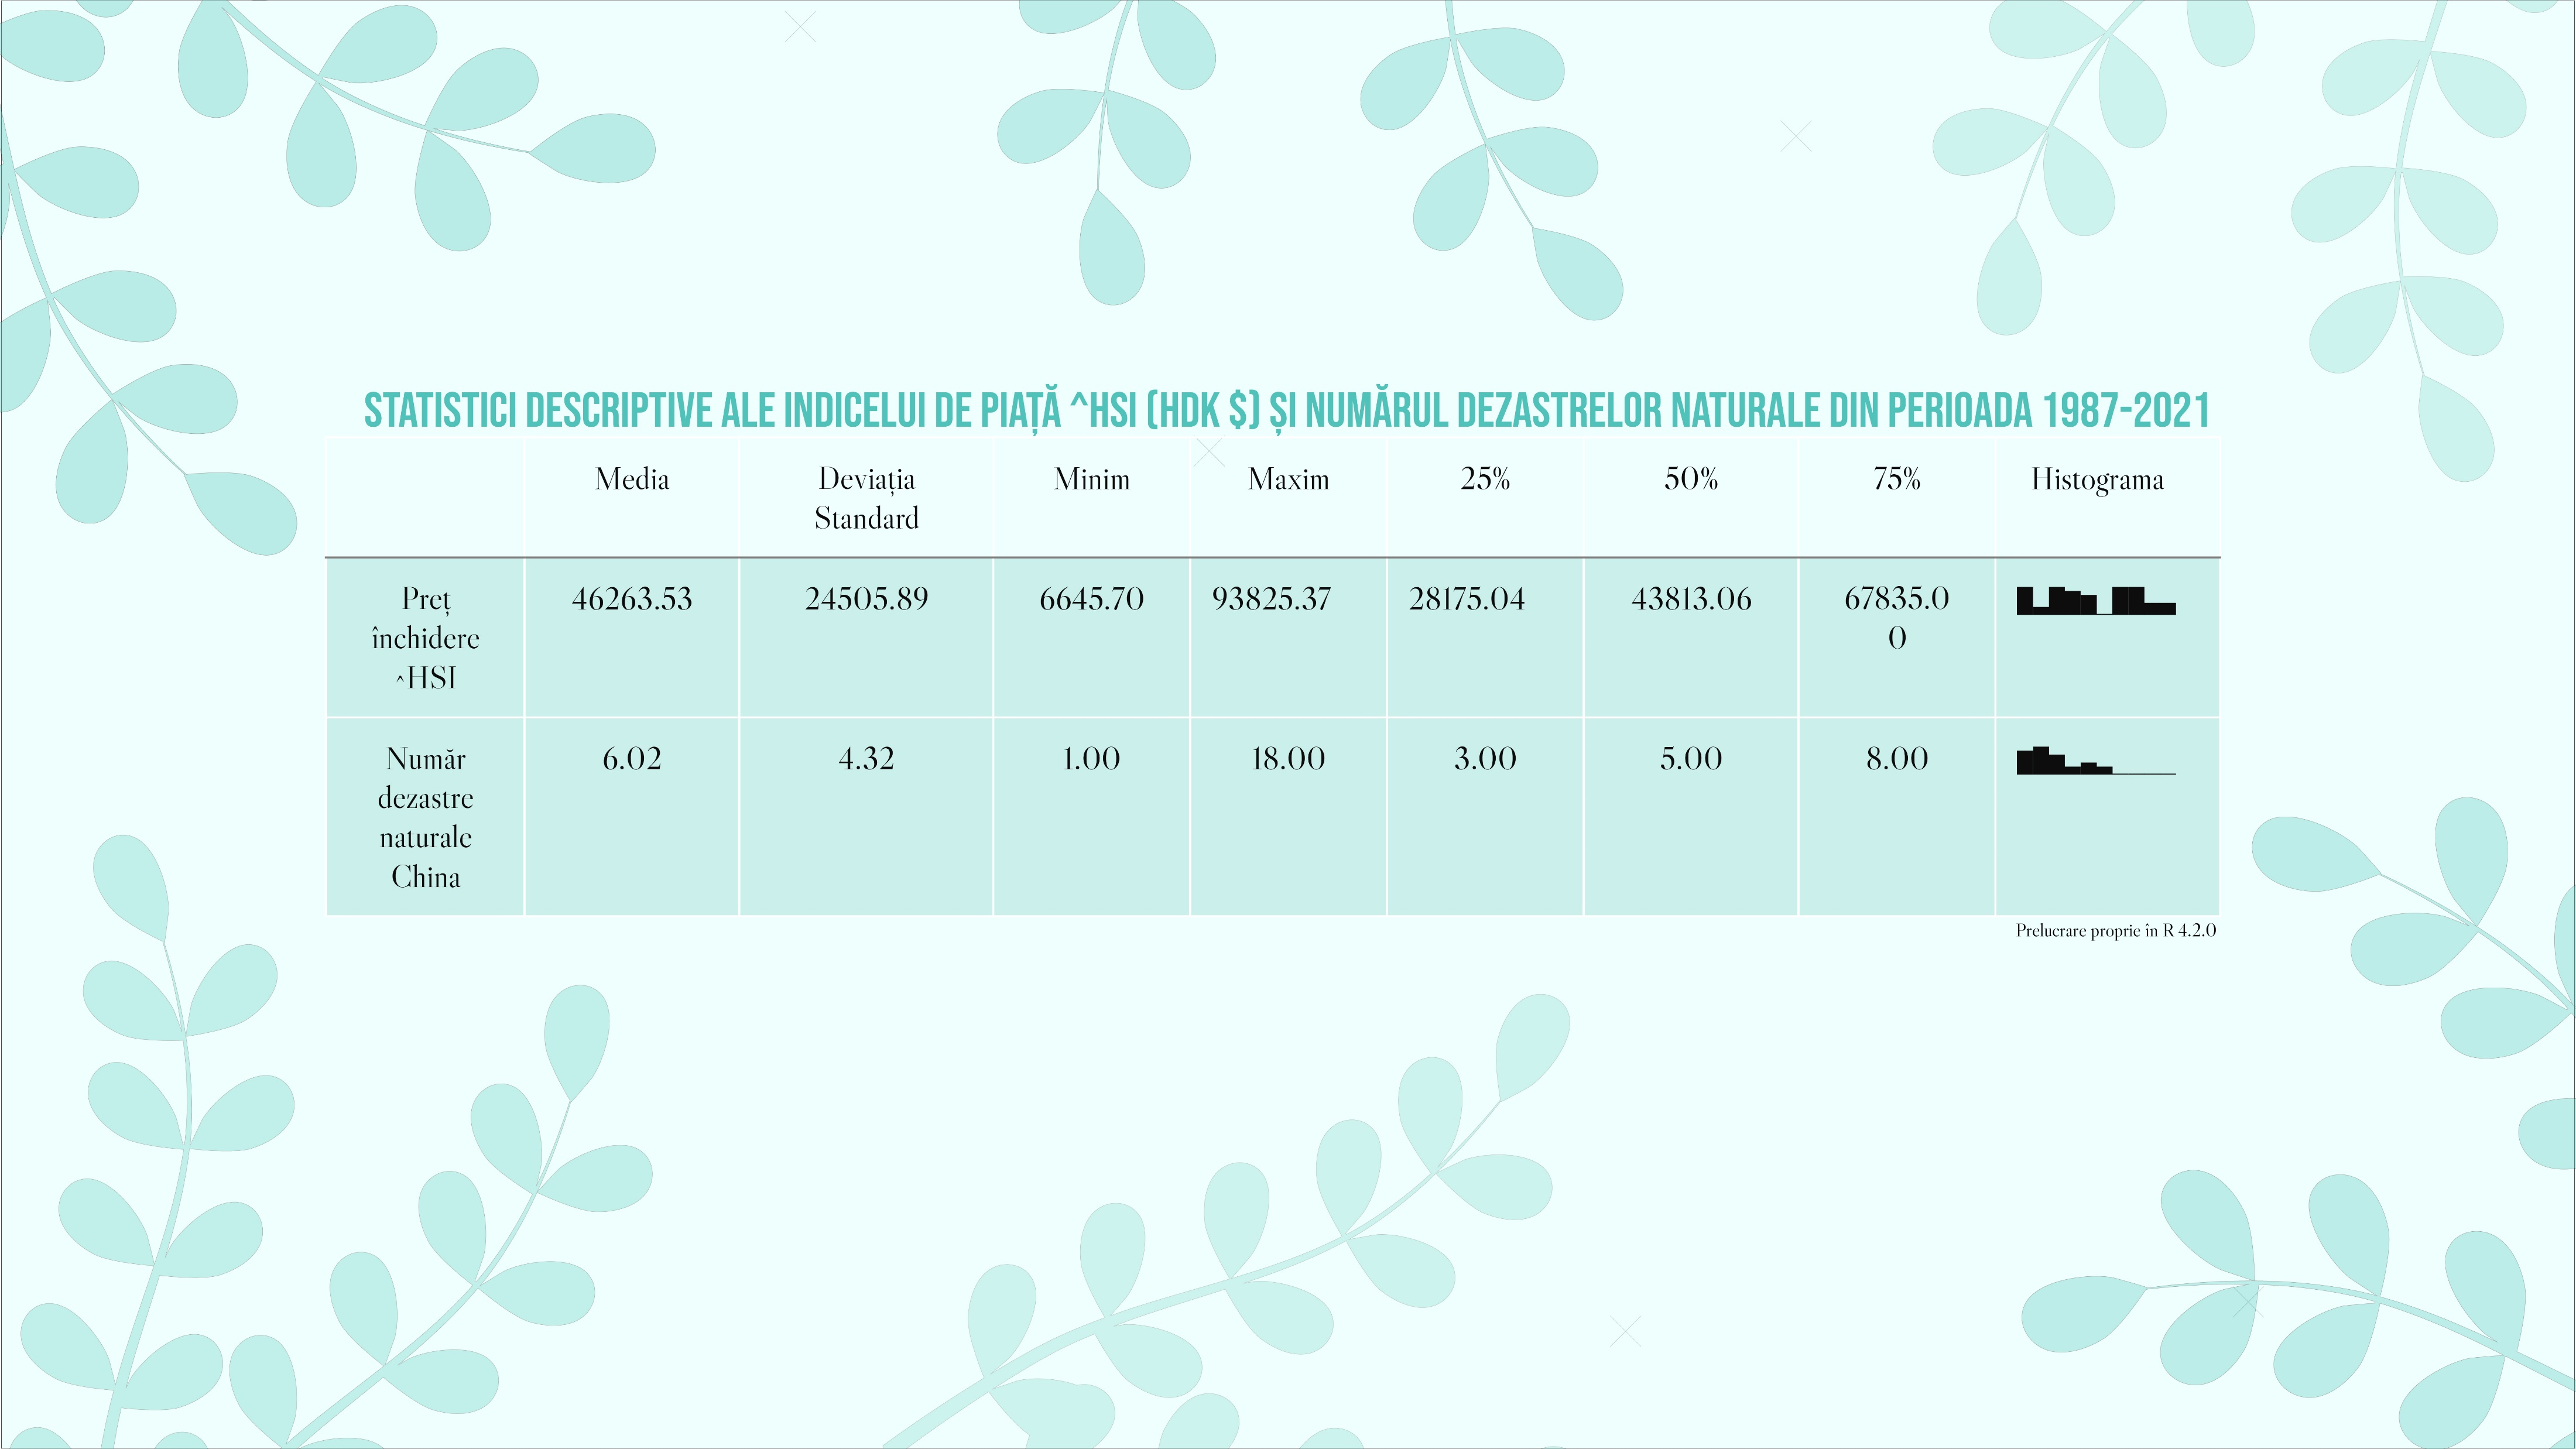 STATISTICI DESCRIPTIVE ALE INDICELUI DE PIAȚĂ ^HSI (HDK $) ȘI NUMĂRUL DEZASTRELOR NATURALE DIN PERIOADA 1987-2021
Media Deviația Standard Minim Maxim 25% 50% 75% Histograma
Preț închidere ^HSI 46263.53 24505.89 6645.70 93825.37 28175.04 43813.06 67835.00
Număr dezastre naturale China 6.02 4.32 1.00 18.00 3.00 5.00 8.00
Prelucrare proprie în R 4.2.0